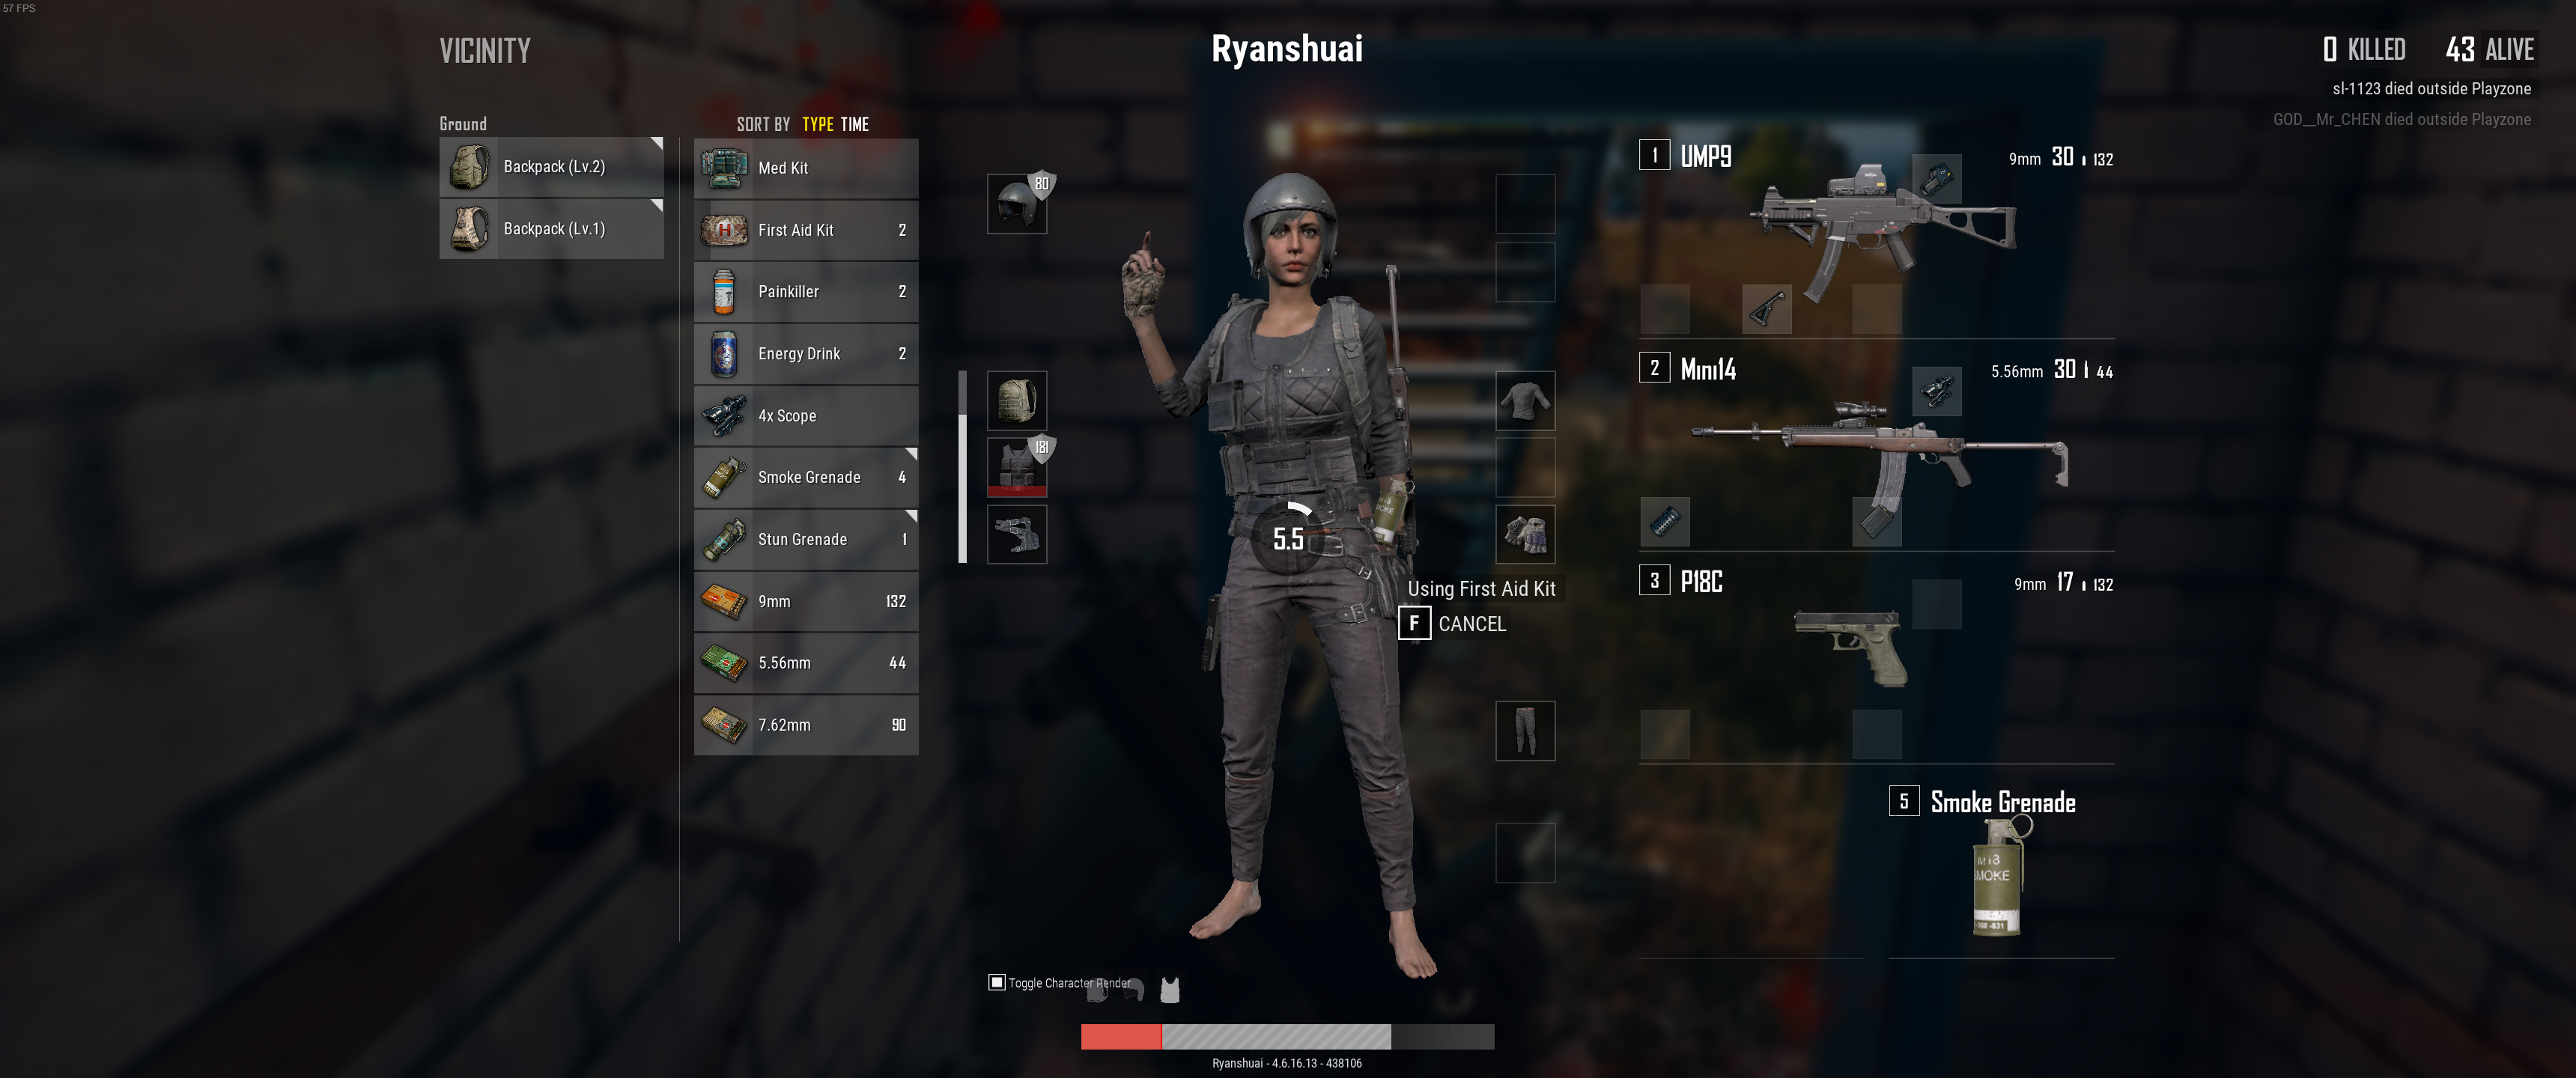 57 FPS
VICINITY
Ryanshuai
0 KILLED 43 ALIVE
sl-1123 died outside Playzone
GOD__Mr_CHEN died outside Playzone
Ground
SORT BY TYPE TIME
Backpack (Lv.2)
Backpack (Lv.1)
Med Kit
First Aid Kit 2
Painkiller 2
Energy Drink 2
4x Scope
Smoke Grenade 4
Stun Grenade 1
9mm 132
5.56mm 44
7.62mm 90
80
181
5.5
Using First Aid Kit
F CANCEL
1 UMP9 9mm 30 132
2 Mini14 5.56mm 30 44
3 P18C 9mm 17 132
5 Smoke Grenade
M18
SMOKE
Toggle Character Render
Ryanshuai - 4.6.16.13 - 438106